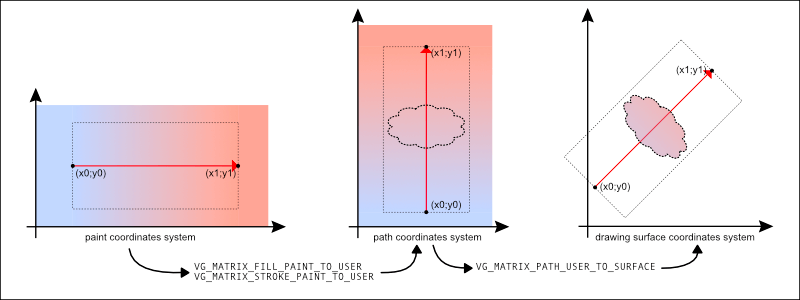 (x0;y0)
(x1;y1)
paint coordinates system
(x1;y1)
(x0;y0)
path coordinates system
(x1;y1)
(x0;y0)
drawing surface coordinates system
VG_MATRIX_FILL_PAINT_TO_USER
VG_MATRIX_STROKE_PAINT_TO_USER
VG_MATRIX_PATH_USER_TO_SURFACE